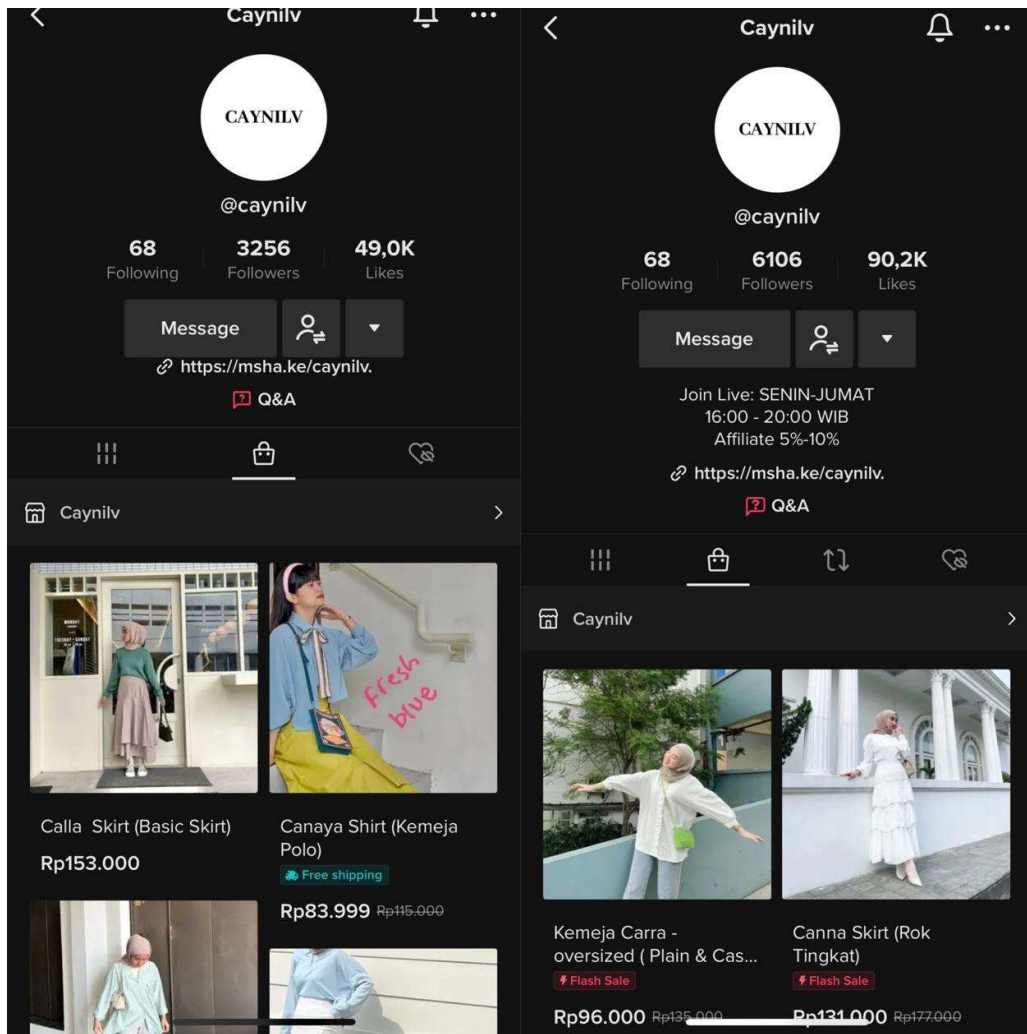 Caynilv
CAYNILV
@caynilv
68
3256
49,0K
Following
Followers
Likes
Message
https://msha.ke/caynilv.
Q&A
Caynilv
MONDAY
TUESDAY - SUNDAY
Fresh
blue
Calla Skirt (Basic Skirt)
Rp153.000
Canaya Shirt (Kemeja
Polo)
Free shipping
Rp83.999 Rp115.000
Caynilv
CAYNILV
@caynilv
68
6106
90,2K
Following
Followers
Likes
Message
Join Live: SENIN-JUMAT
16:00 - 20:00 WIB
Affiliate 5%-10%
https://msha.ke/caynilv.
Q&A
Caynilv
Kemeja Carra -
oversized ( Plain & Cas...
Flash Sale
Rp96.000 Rp135.000
Canna Skirt (Rok
Tingkat)
Flash Sale
Rp131.000 Rp177.000